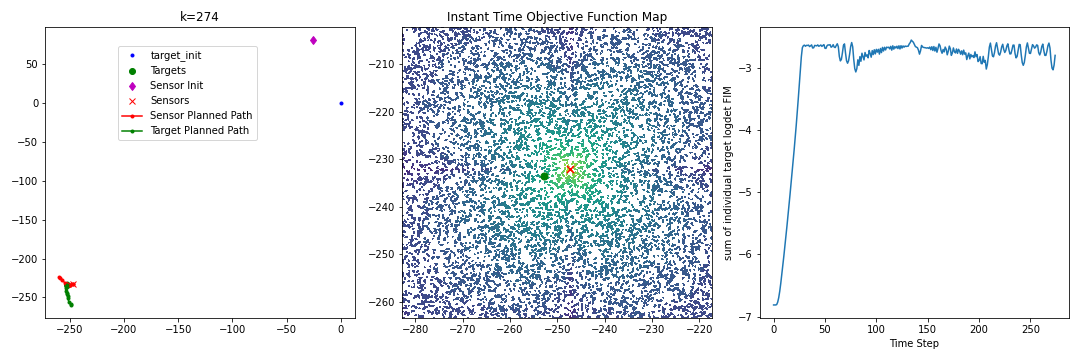 k=274
50
0
−50
−100
−150
−200
−250
−250 −200 −150 −100 −50 0
target_init
Targets
Sensor Init
Sensors
Sensor Planned Path
Target Planned Path
Instant Time Objective Function Map
−210
−220
−230
−240
−250
−260
−280 −270 −260 −250 −240 −230 −220
sum of individual target logdet FIM
−3
−4
−5
−6
−7
0 50 100 150 200 250
Time Step